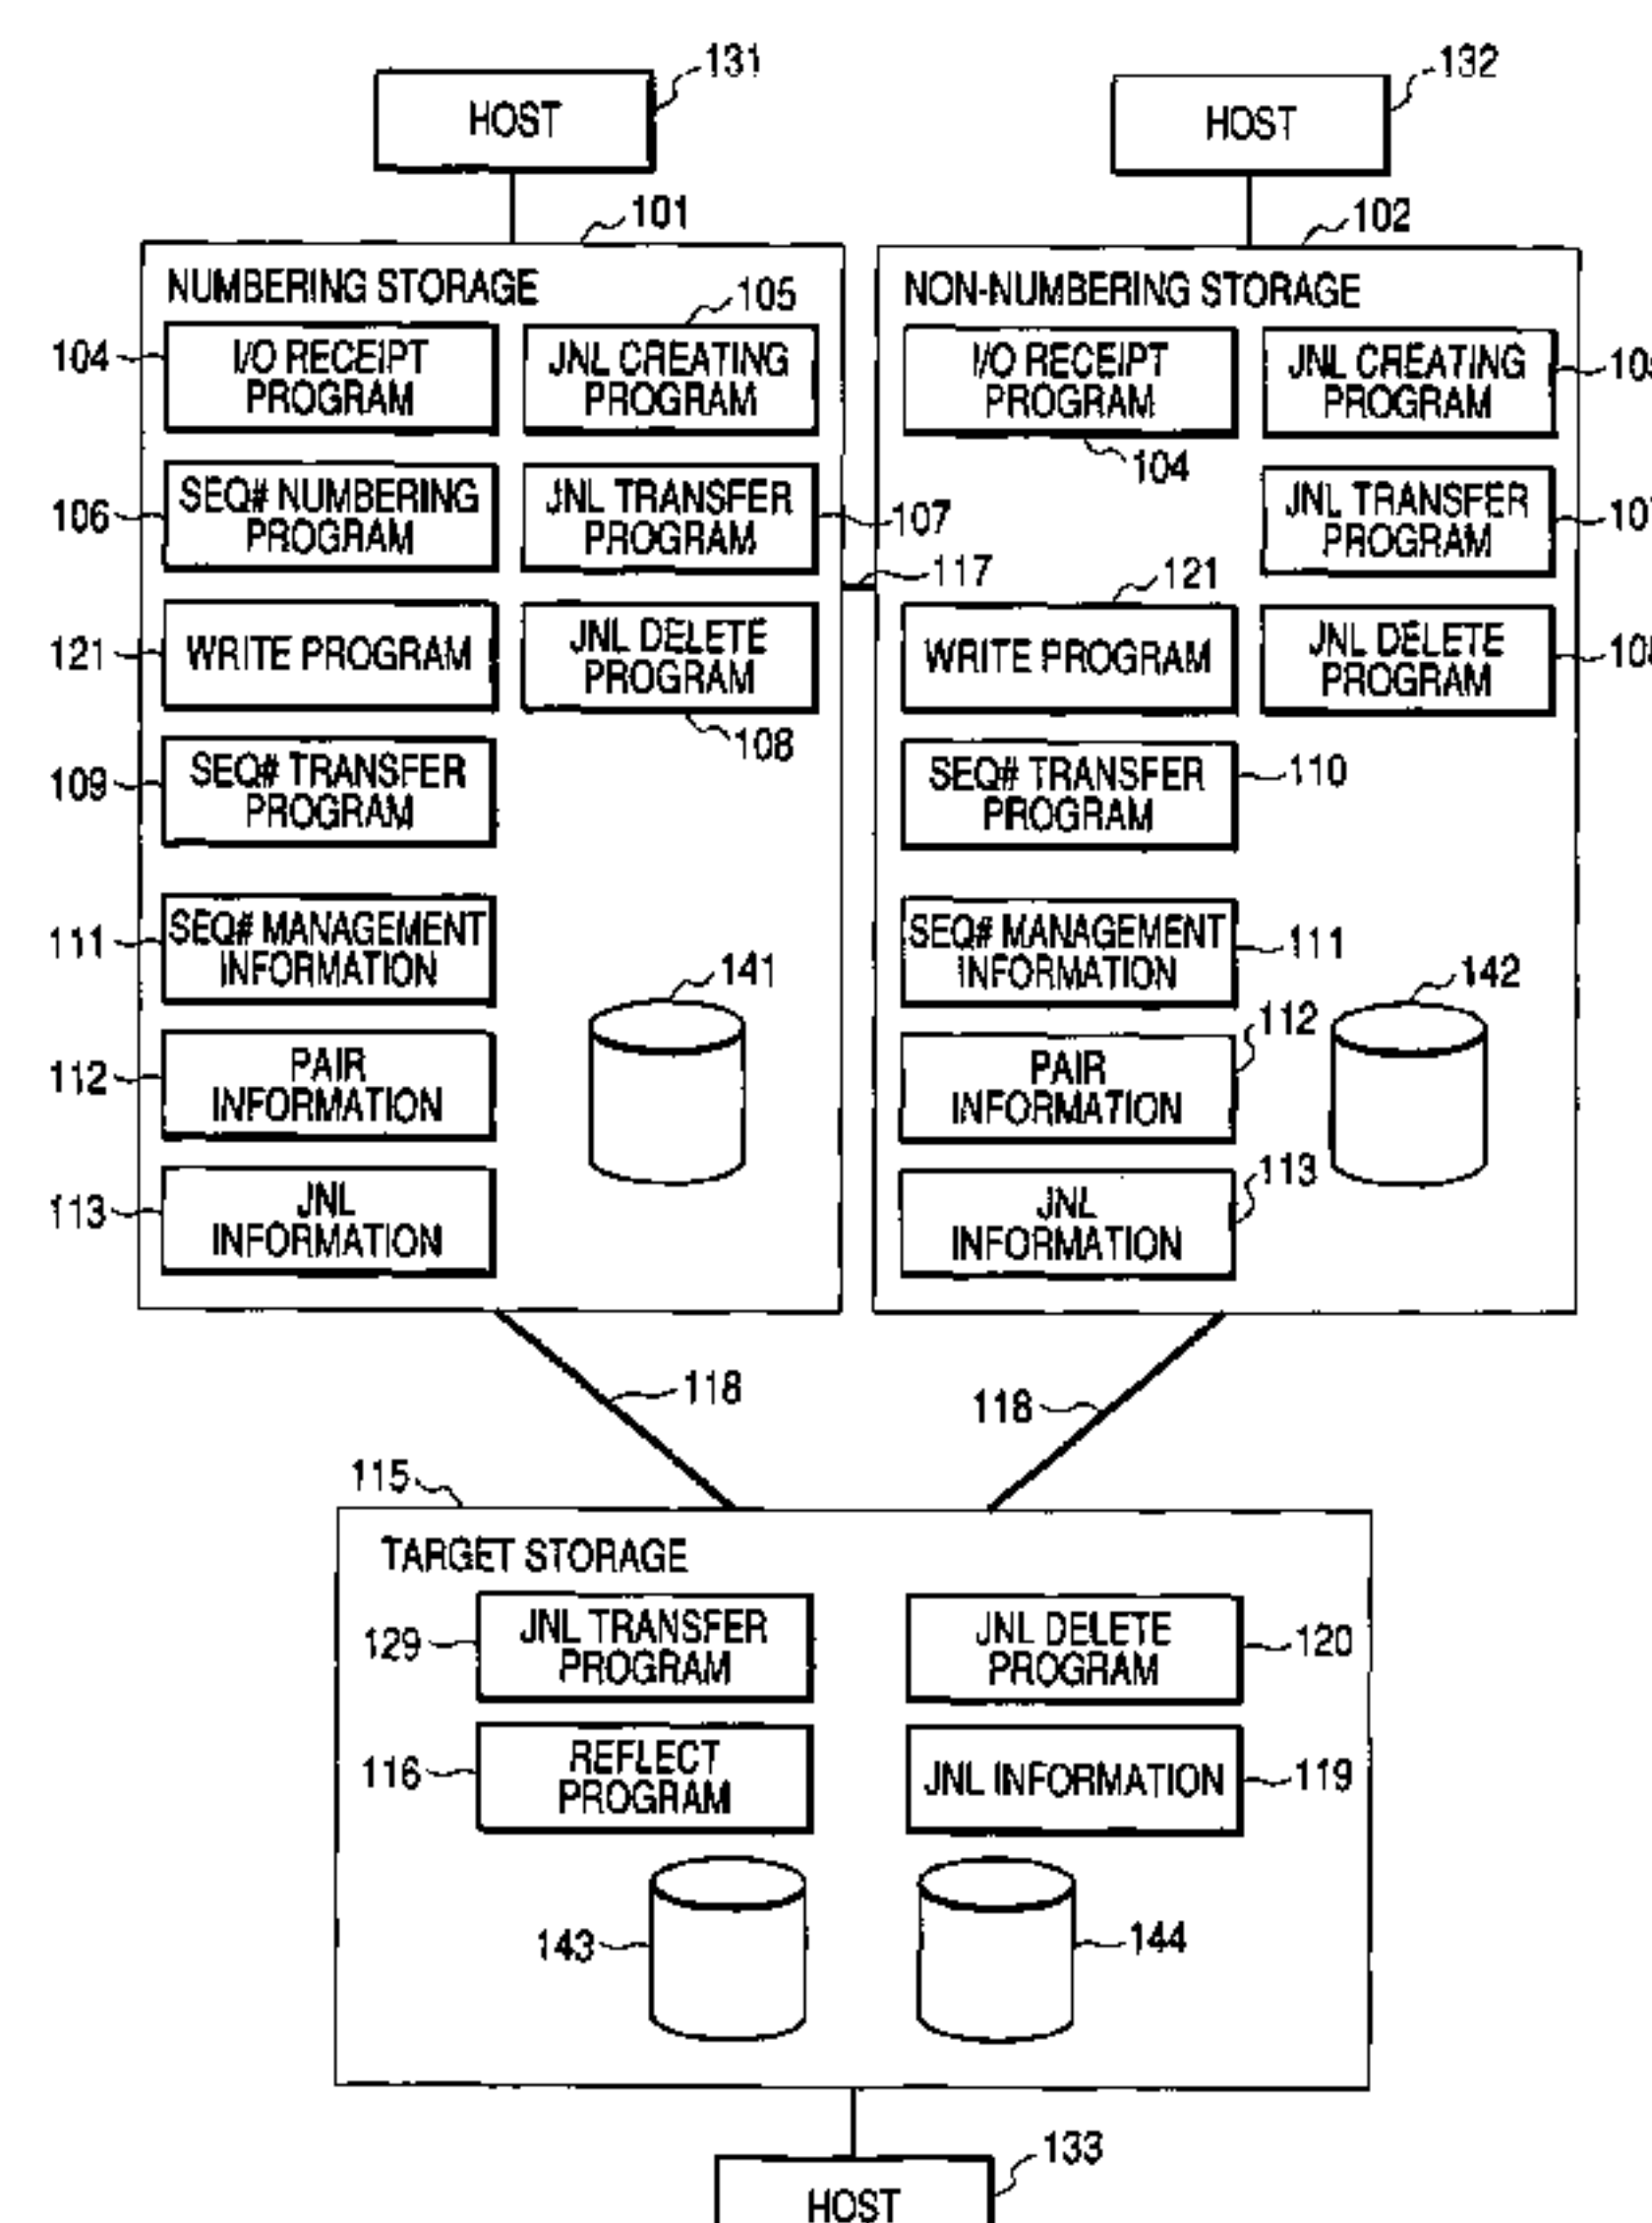 131
HOST
132
HOST
101
NUMBERING STORAGE
104
I/O RECEIPT
PROGRAM
105
JNL CREATING
PROGRAM
106
SEQ# NUMBERING
PROGRAM
JNL TRANSFER
PROGRAM
107
117
121
WRITE PROGRAM
JNL DELETE
PROGRAM
108
109
SEQ# TRANSFER
PROGRAM
111
SEQ# MANAGEMENT
INFORMATION
141
112
PAIR
INFORMATION
113
JNL
INFORMATION
102
NON-NUMBERING STORAGE
I/O RECEIPT
PROGRAM
104
JNL CREATING
PROGRAM
JNL TRANSFER
PROGRAM
121
WRITE PROGRAM
JNL DELETE
PROGRAM
SEQ# TRANSFER
PROGRAM
110
SEQ# MANAGEMENT
INFORMATION
111
142
PAIR
INFORMATION
112
JNL
INFORMATION
113
118
118
115
TARGET STORAGE
129
JNL TRANSFER
PROGRAM
JNL DELETE
PROGRAM
120
116
REFLECT
PROGRAM
JNL INFORMATION
119
143
144
133
HOST